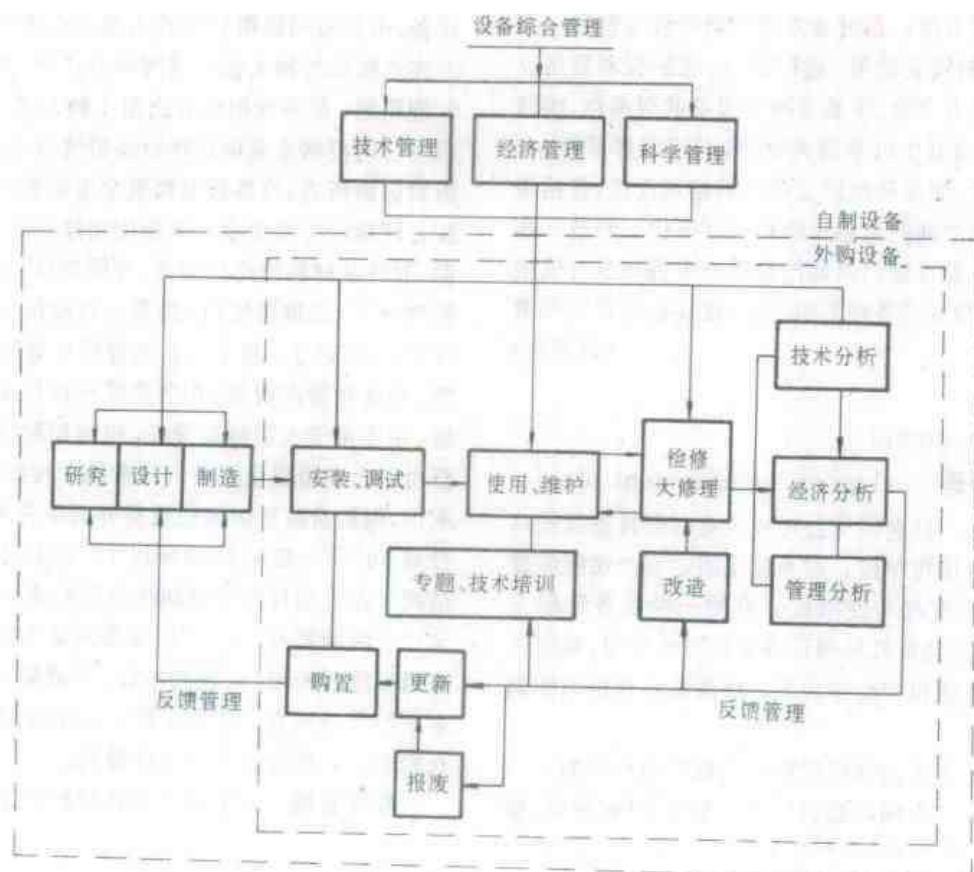 设备综合管理
技术管理
经济管理
科学管理
自制设备
外购设备
技术分析
研究
设计
制造
安装、调试
使用、维护
检修
大修理
经济分析
专题、技术培训
改造
管理分析
购置
更新
反馈管理
反馈管理
报废